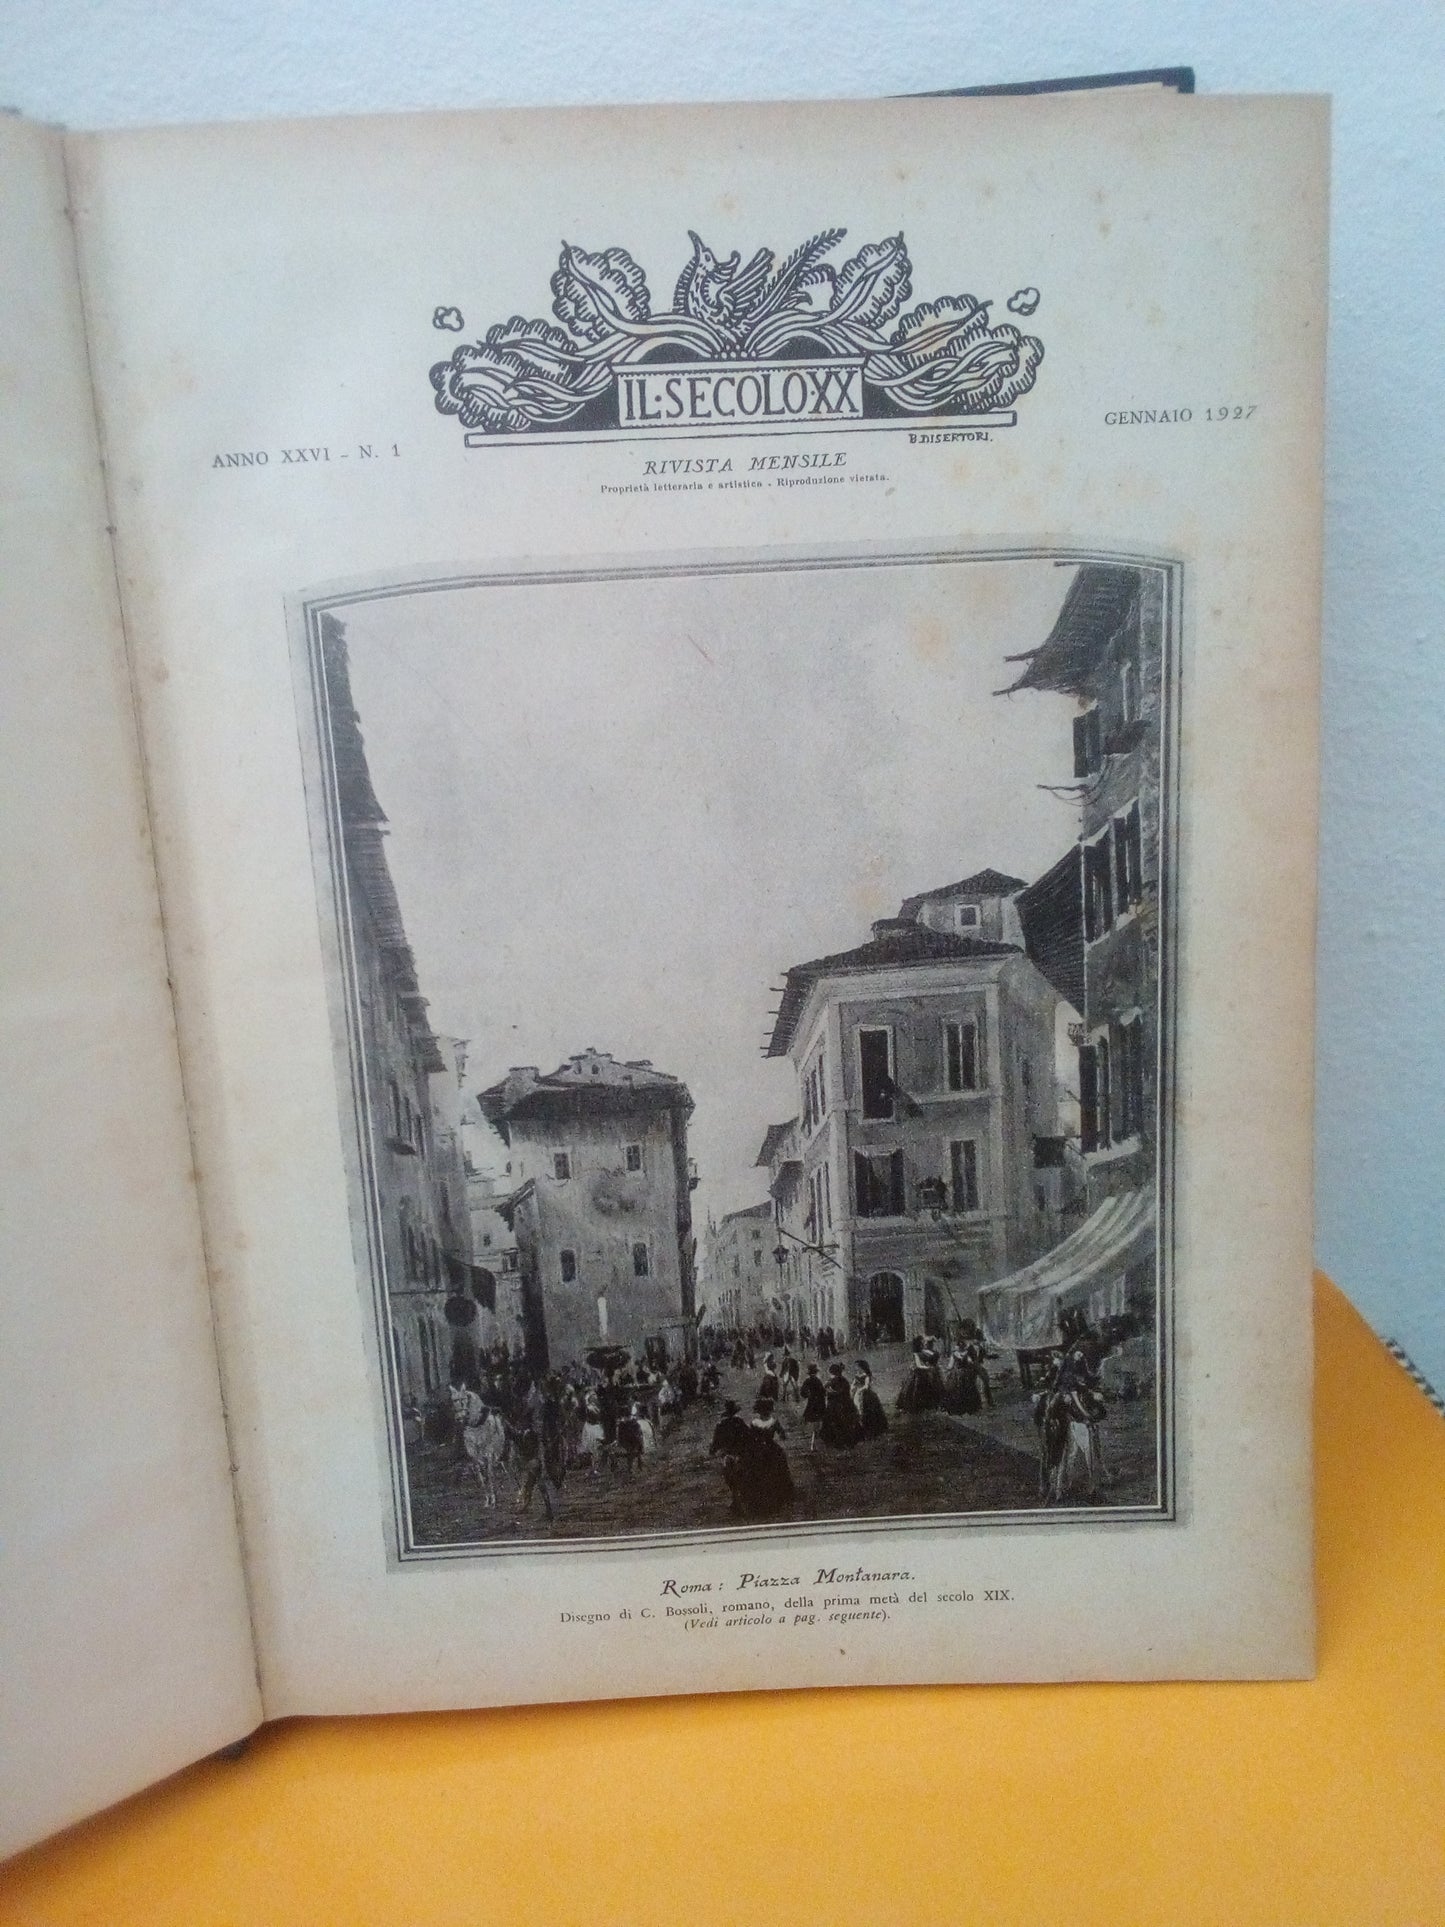 IL·SECOLO·XX
B. DISERTORI.
ANNO XXVI - N. 1
GENNAIO 1927
RIVISTA MENSILE
Proprietà letteraria e artistica . Riproduzione vietata.
Roma : Piazza Montanara.
Disegno di C. Bossoli, romano, della prima metà del secolo XIX.
(Vedi articolo a pag. seguente).